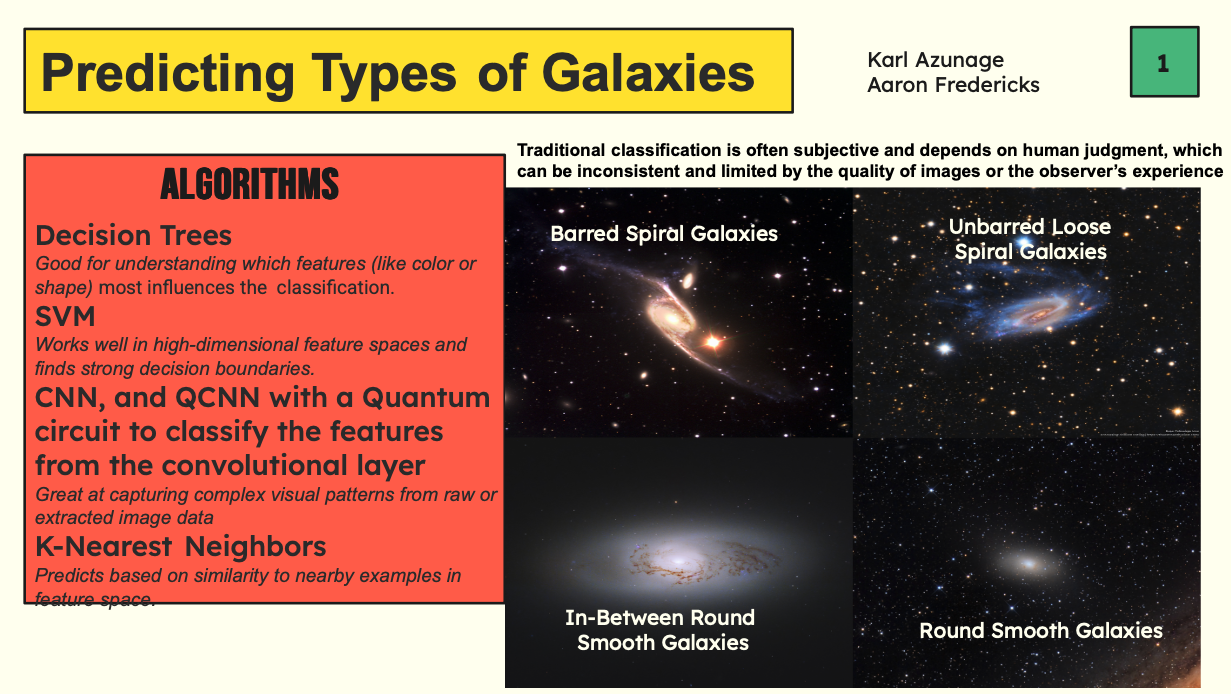 Predicting Types of Galaxies
Karl Azunage
Aaron Fredericks
1
ALGORITHMS
Decision Trees
Good for understanding which features (like color or
shape) most influences the classification.
SVM
Works well in high-dimensional feature spaces and
finds strong decision boundaries.
CNN, and QCNN with a Quantum
circuit to classify the features
from the convolutional layer
Great at capturing complex visual patterns from raw or
extracted image data
K-Nearest Neighbors
Predicts based on similarity to nearby examples in
feature space.
Traditional classification is often subjective and depends on human judgment, which
can be inconsistent and limited by the quality of images or the observer’s experience
Barred Spiral Galaxies
Unbarred Loose
Spiral Galaxies
In-Between Round
Smooth Galaxies
Round Smooth Galaxies